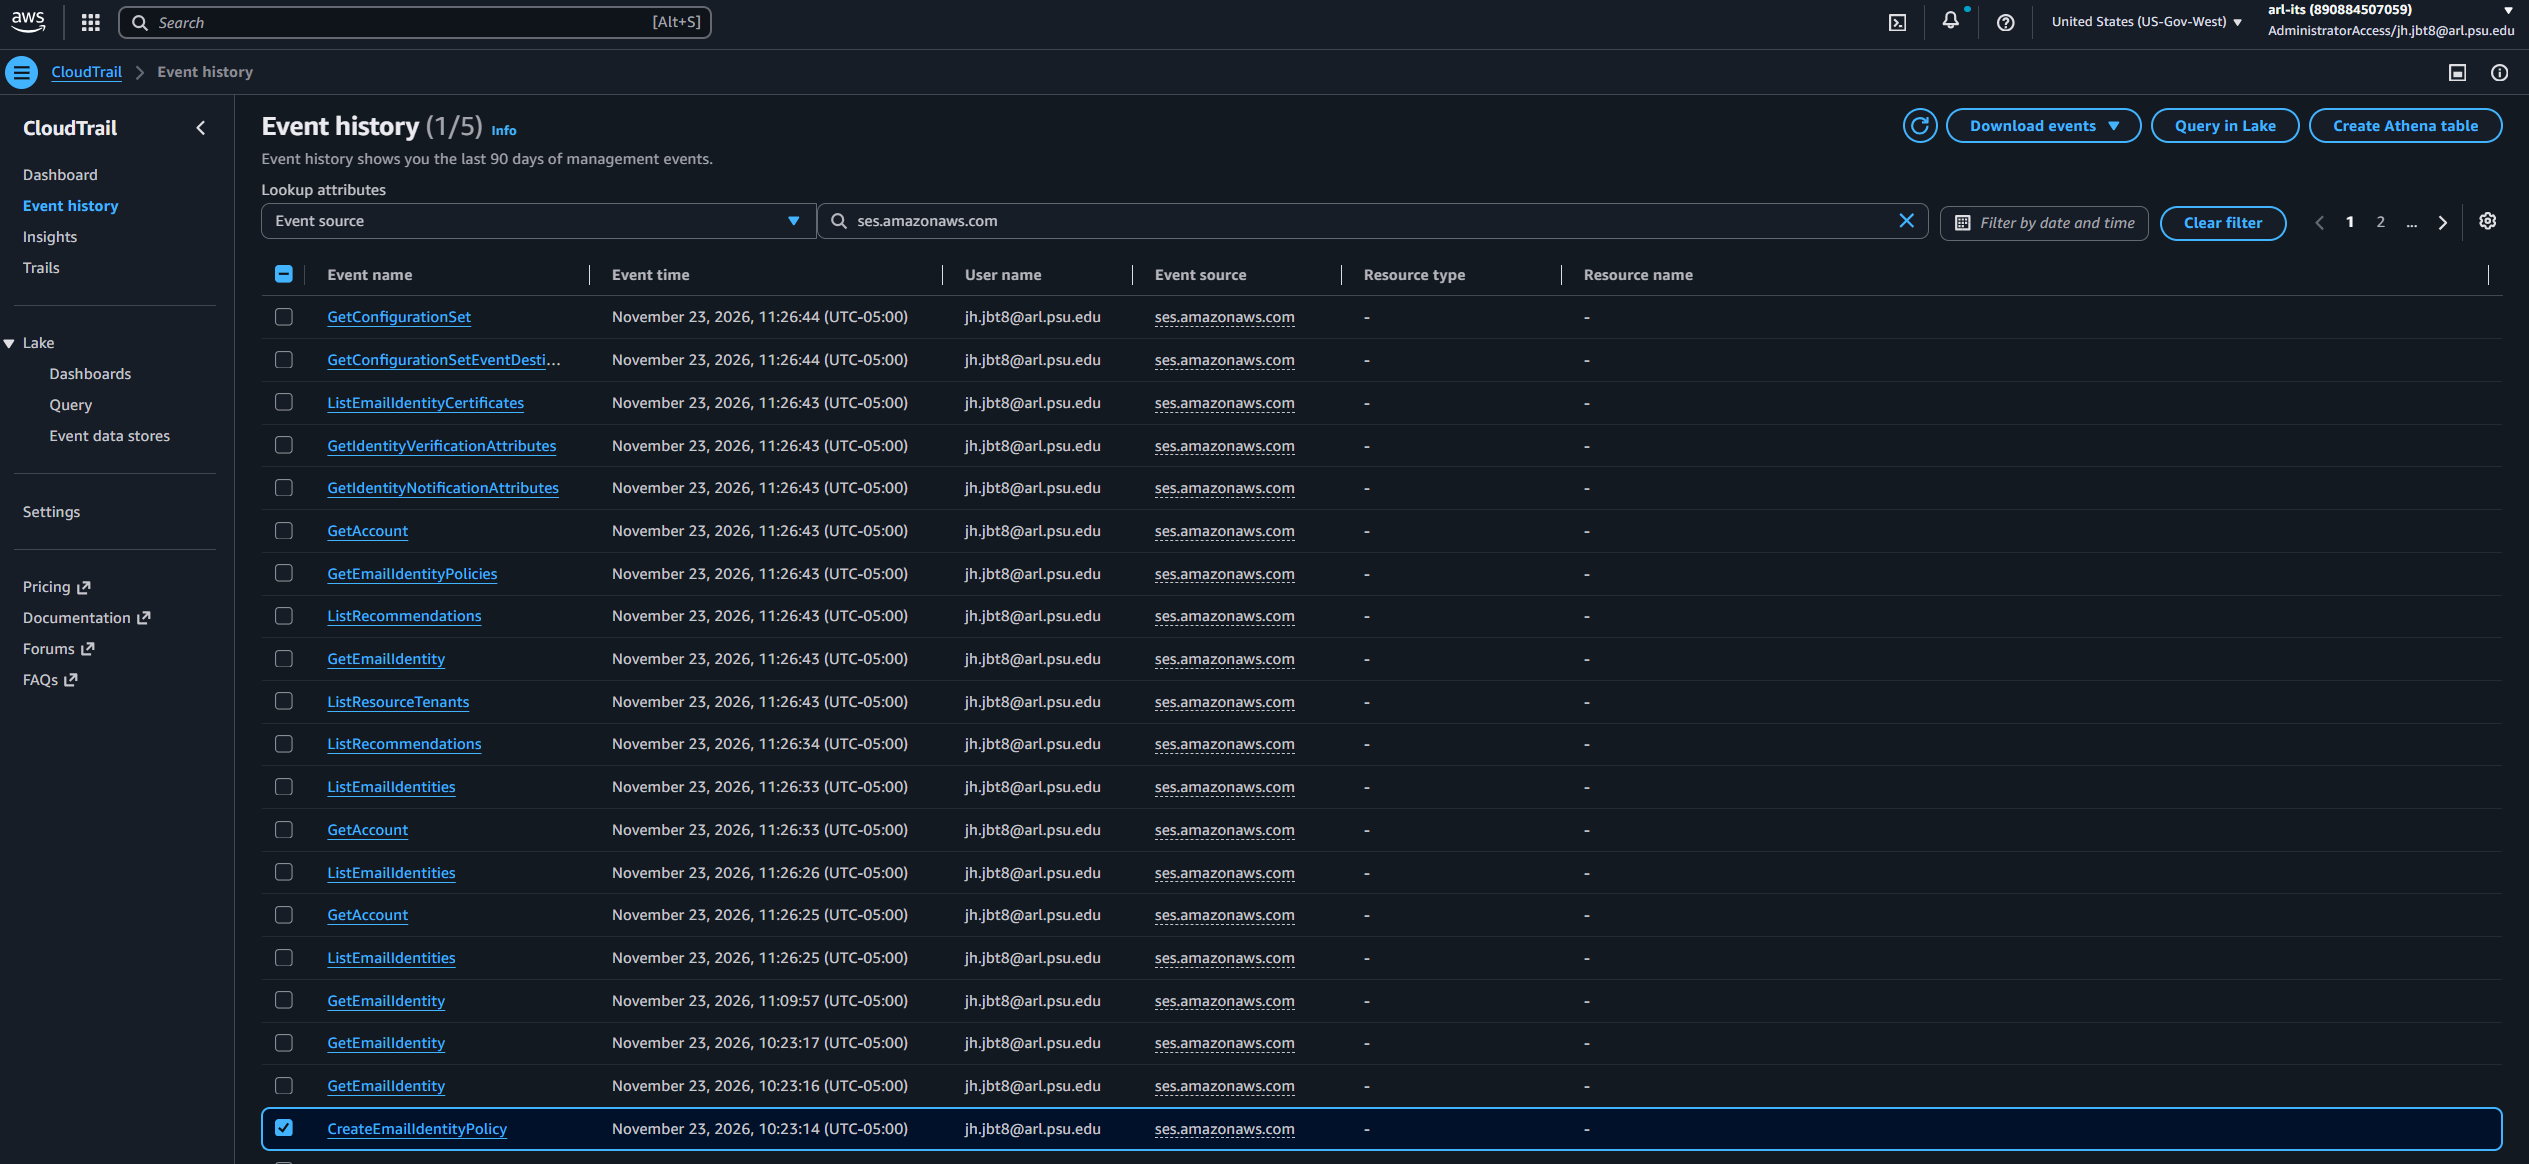 aws
Search [Alt+S]
United States (US-Gov-West)
arl-its (890884507059)
AdministratorAccess/jh.jbt8@arl.psu.edu
CloudTrail
Event history
CloudTrail
Dashboard
Event history
Insights
Trails
Lake
Dashboards
Query
Event data stores
Settings
Pricing
Documentation
Forums
FAQs
Event history (1/5) Info
Download events
Query in Lake
Create Athena table
Event history shows you the last 90 days of management events.
Lookup attributes
Event source
ses.amazonaws.com
Filter by date and time
Clear filter
1 2 ...
Event name Event time User name Event source Resource type Resource name
GetConfigurationSet November 23, 2026, 11:26:44 (UTC-05:00) jh.jbt8@arl.psu.edu ses.amazonaws.com - -
GetConfigurationSetEventDesti... November 23, 2026, 11:26:44 (UTC-05:00) jh.jbt8@arl.psu.edu ses.amazonaws.com - -
ListEmailIdentityCertificates November 23, 2026, 11:26:43 (UTC-05:00) jh.jbt8@arl.psu.edu ses.amazonaws.com - -
GetIdentityVerificationAttributes November 23, 2026, 11:26:43 (UTC-05:00) jh.jbt8@arl.psu.edu ses.amazonaws.com - -
GetIdentityNotificationAttributes November 23, 2026, 11:26:43 (UTC-05:00) jh.jbt8@arl.psu.edu ses.amazonaws.com - -
GetAccount November 23, 2026, 11:26:43 (UTC-05:00) jh.jbt8@arl.psu.edu ses.amazonaws.com - -
GetEmailIdentityPolicies November 23, 2026, 11:26:43 (UTC-05:00) jh.jbt8@arl.psu.edu ses.amazonaws.com - -
ListRecommendations November 23, 2026, 11:26:43 (UTC-05:00) jh.jbt8@arl.psu.edu ses.amazonaws.com - -
GetEmailIdentity November 23, 2026, 11:26:43 (UTC-05:00) jh.jbt8@arl.psu.edu ses.amazonaws.com - -
ListResourceTenants November 23, 2026, 11:26:43 (UTC-05:00) jh.jbt8@arl.psu.edu ses.amazonaws.com - -
ListRecommendations November 23, 2026, 11:26:34 (UTC-05:00) jh.jbt8@arl.psu.edu ses.amazonaws.com - -
ListEmailIdentities November 23, 2026, 11:26:33 (UTC-05:00) jh.jbt8@arl.psu.edu ses.amazonaws.com - -
GetAccount November 23, 2026, 11:26:33 (UTC-05:00) jh.jbt8@arl.psu.edu ses.amazonaws.com - -
ListEmailIdentities November 23, 2026, 11:26:26 (UTC-05:00) jh.jbt8@arl.psu.edu ses.amazonaws.com - -
GetAccount November 23, 2026, 11:26:25 (UTC-05:00) jh.jbt8@arl.psu.edu ses.amazonaws.com - -
ListEmailIdentities November 23, 2026, 11:26:25 (UTC-05:00) jh.jbt8@arl.psu.edu ses.amazonaws.com - -
GetEmailIdentity November 23, 2026, 11:09:57 (UTC-05:00) jh.jbt8@arl.psu.edu ses.amazonaws.com - -
GetEmailIdentity November 23, 2026, 10:23:17 (UTC-05:00) jh.jbt8@arl.psu.edu ses.amazonaws.com - -
GetEmailIdentity November 23, 2026, 10:23:16 (UTC-05:00) jh.jbt8@arl.psu.edu ses.amazonaws.com - -
CreateEmailIdentityPolicy November 23, 2026, 10:23:14 (UTC-05:00) jh.jbt8@arl.psu.edu ses.amazonaws.com - -